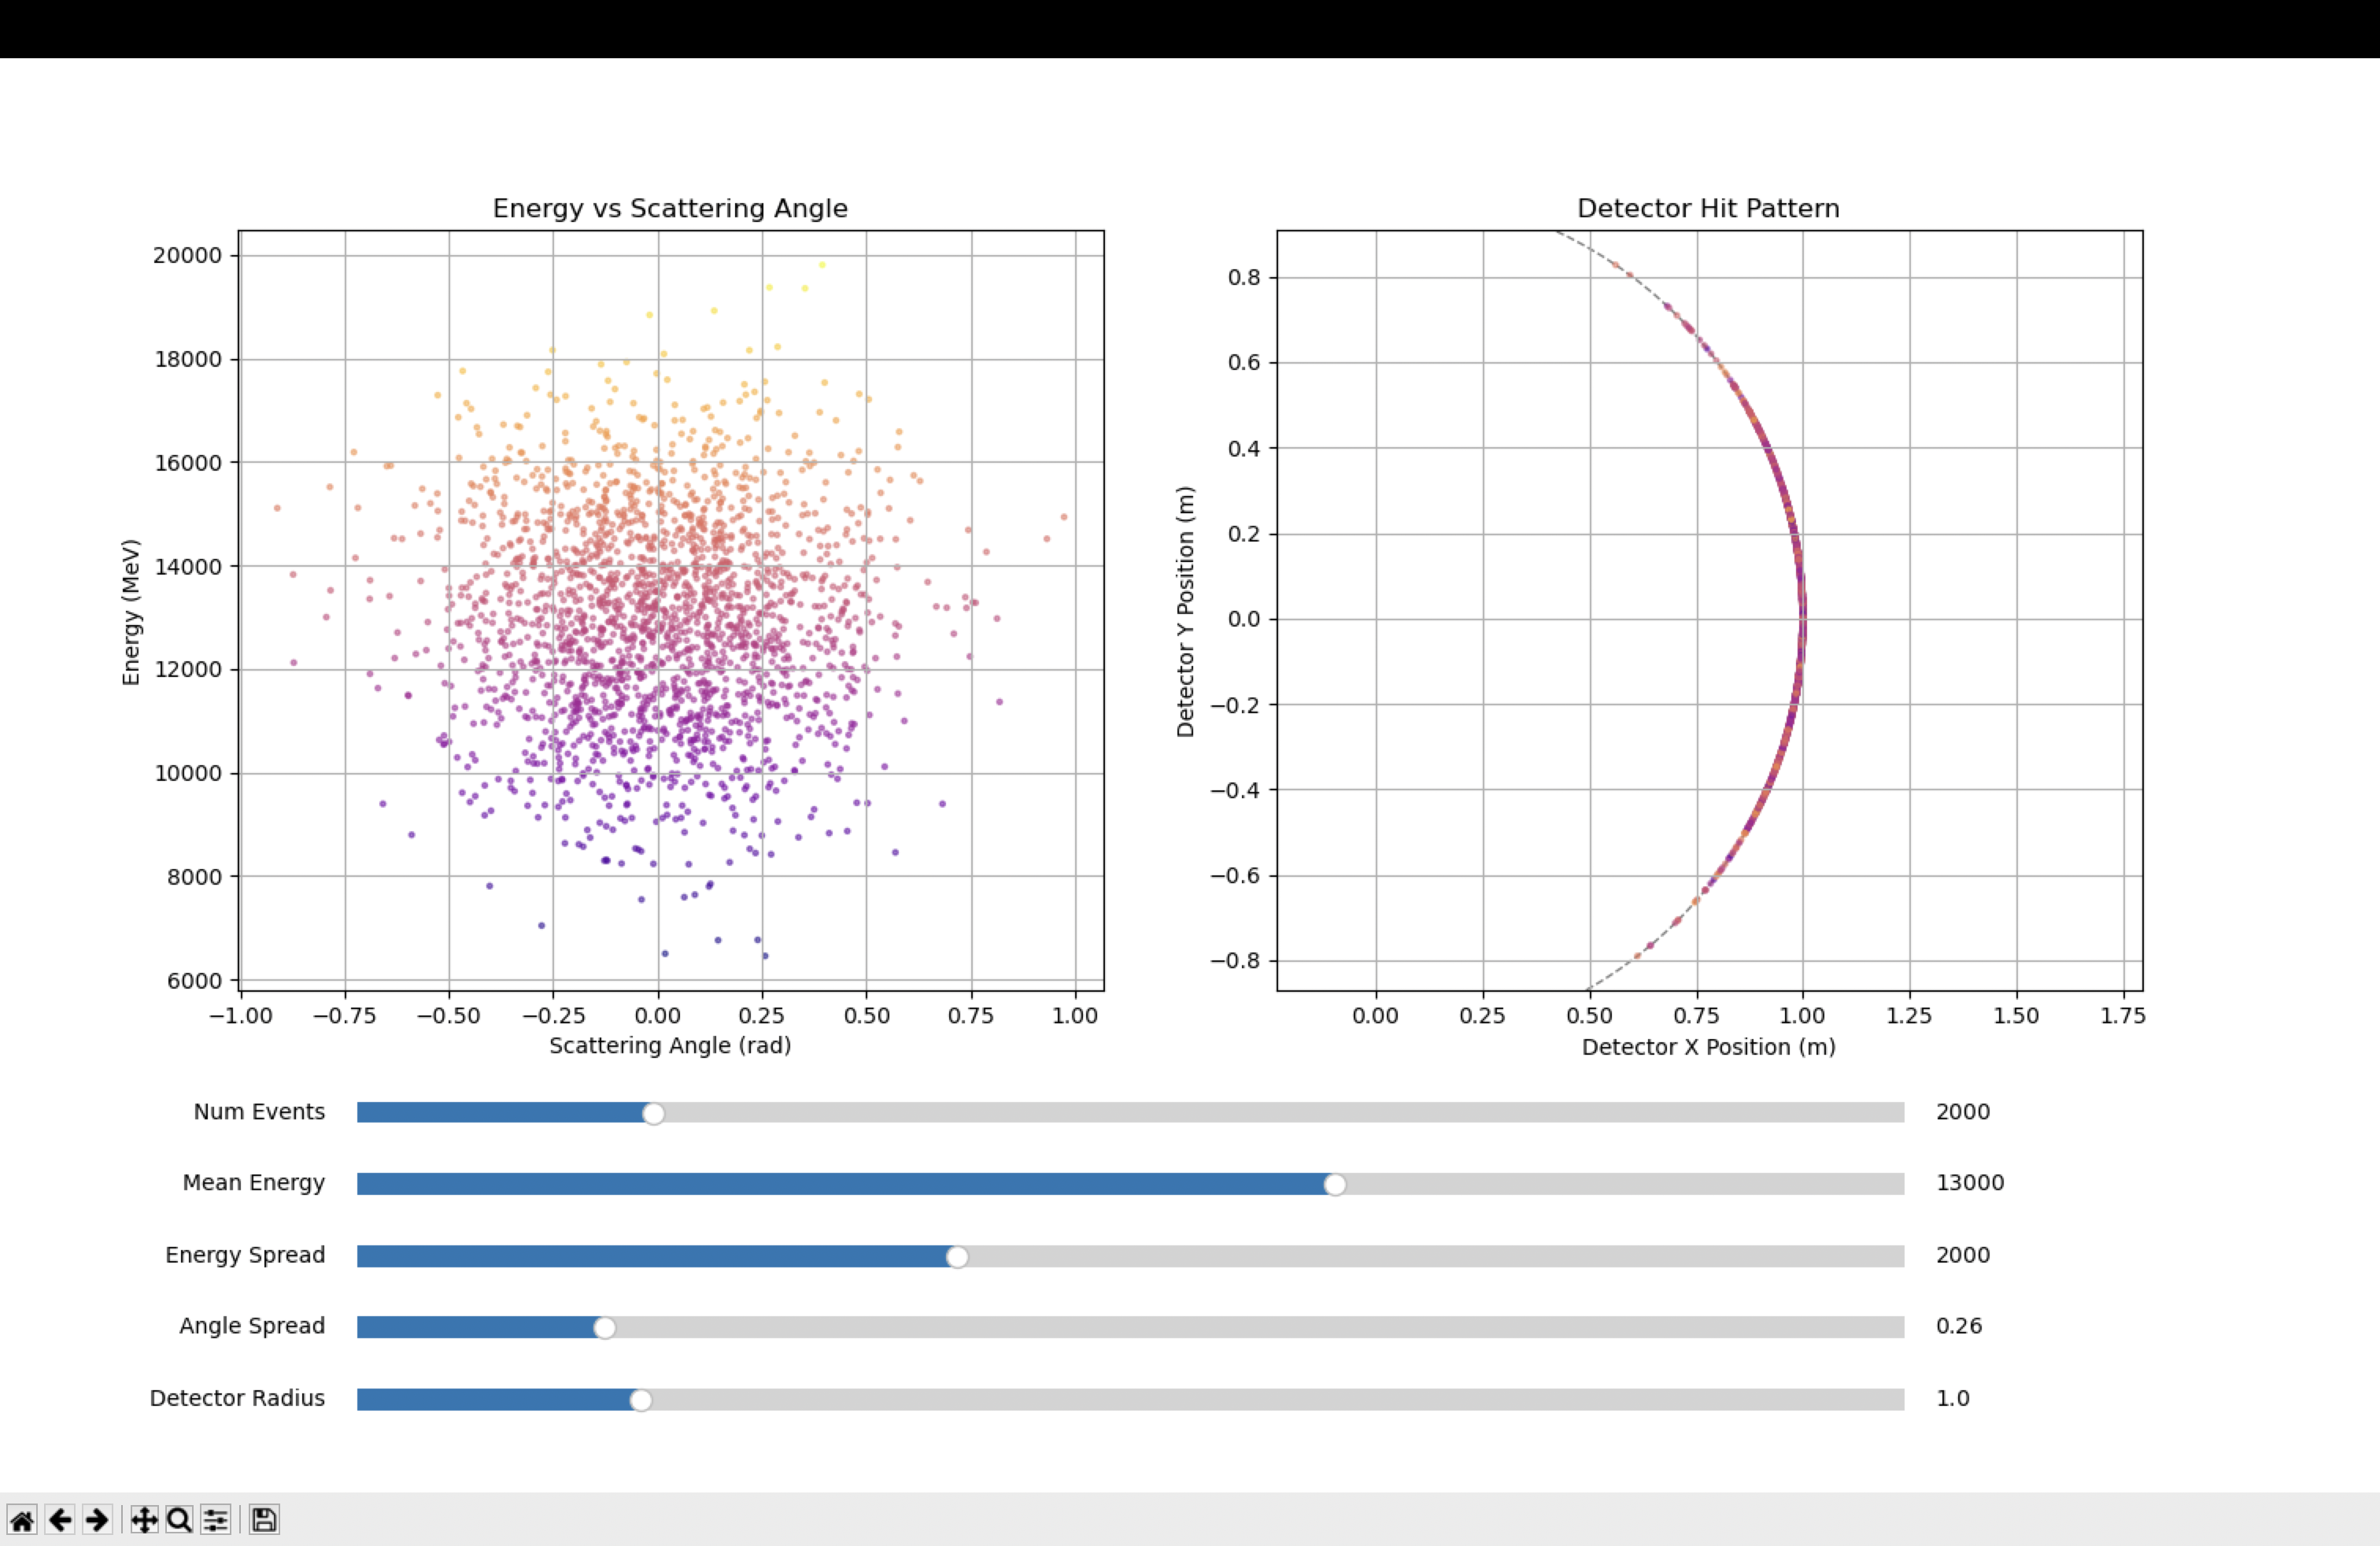 Energy vs Scattering Angle
20000
18000
16000
14000
12000
10000
8000
6000
Energy (MeV)
−1.00 −0.75 −0.50 −0.25 0.00 0.25 0.50 0.75 1.00
Scattering Angle (rad)
Detector Hit Pattern
0.8
0.6
0.4
0.2
0.0
−0.2
−0.4
−0.6
−0.8
Detector Y Position (m)
0.00 0.25 0.50 0.75 1.00 1.25 1.50 1.75
Detector X Position (m)
Num Events 2000
Mean Energy 13000
Energy Spread 2000
Angle Spread 0.26
Detector Radius 1.0